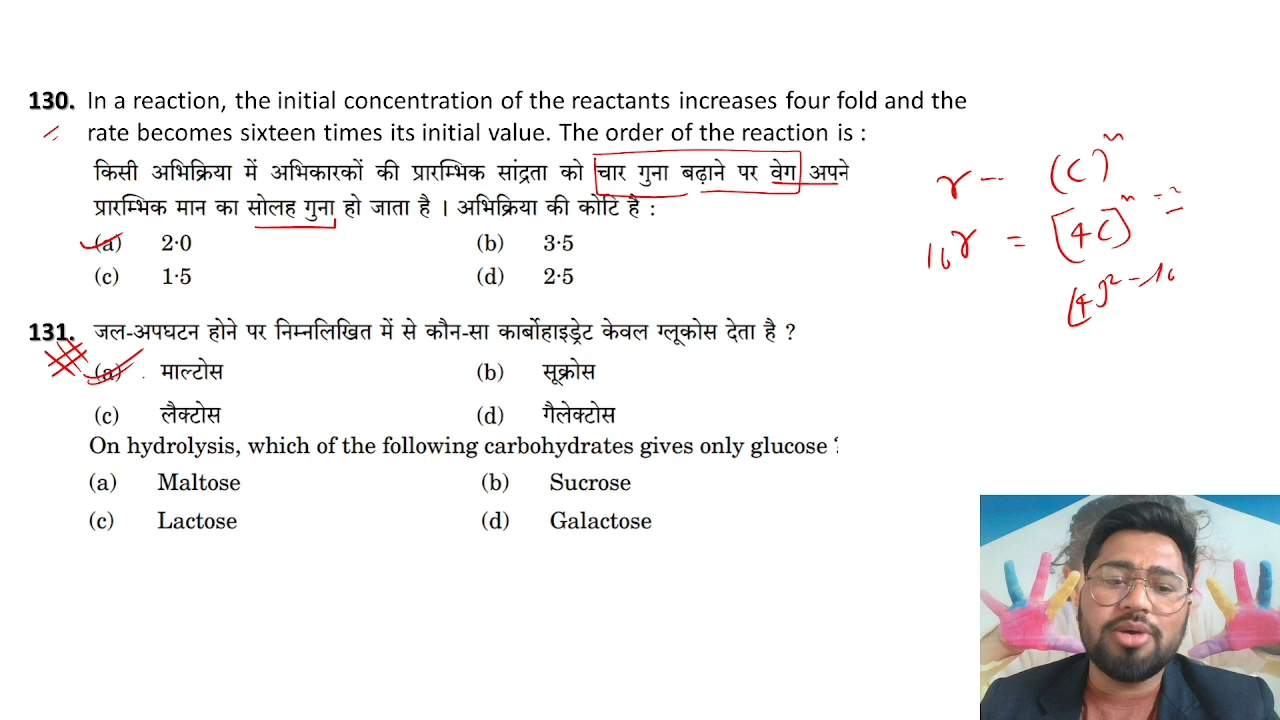 130. In a reaction, the initial concentration of the reactants increases four fold and the
rate becomes sixteen times its initial value. The order of the reaction is :
किसी अभिक्रिया में अभिकारकों की प्रारम्भिक सांद्रता को चार गुना बढ़ाने पर वेग अपने
प्रारम्भिक मान का सोलह गुना हो जाता है । अभिक्रिया की कोटि है :
(a) 2·0 (b) 3·5
(c) 1·5 (d) 2·5
r – (C)ⁿ
16r = [4C]ⁿ
(4)² – 16
131. जल-अपघटन होने पर निम्नलिखित में से कौन-सा कार्बोहाइड्रेट केवल ग्लूकोस देता है ?
(a) माल्टोस (b) सूक्रोस
(c) लैक्टोस (d) गैलेक्टोस
On hydrolysis, which of the following carbohydrates gives only glucose ?
(a) Maltose (b) Sucrose
(c) Lactose (d) Galactose